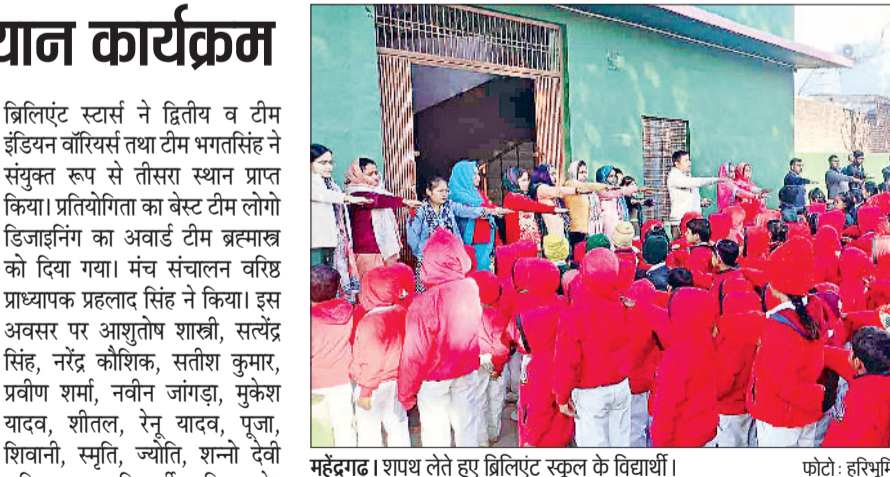 कार्यक्रम
ब्रिलिएंट स्टार्स ने द्वितीय व टीम
इंडियन वॉरियर्स तथा टीम भगतसिंह ने
संयुक्त रूप से तीसरा स्थान प्राप्त
किया। प्रतियोगिता का बेस्ट टीम लोगो
डिजाइनिंग का अवार्ड टीम ब्रह्मास्त्र
को दिया गया। मंच संचालन वरिष्ठ
प्राध्यापक प्रहलाद सिंह ने किया। इस
अवसर पर आशुतोष शास्त्री, सत्येंद्र
सिंह, नरेंद्र कौशिक, सतीश कुमार,
प्रवीण शर्मा, नवीन जांगड़ा, मुकेश
यादव, शीतल, रेनू यादव, पूजा,
शिवानी, स्मृति, ज्योति, शन्नो देवी
महेंद्रगढ़। शपथ लेते हुए ब्रिलिएंट स्कूल के विद्यार्थी।
फोटो : हरिभूमि